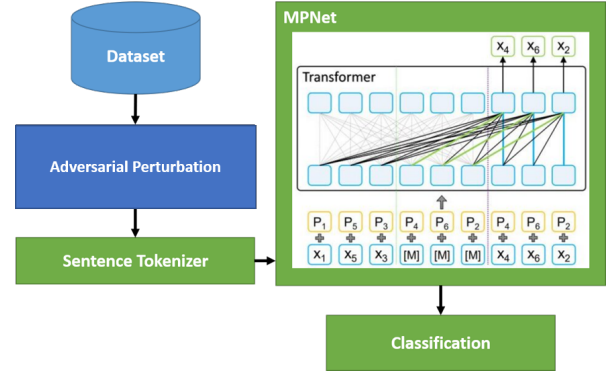 Dataset
Adversarial Perturbation
Sentence Tokenizer
MPNet
x4 x6 x2
Transformer
P1 P5 P3 P4 P6 P2 P4 P6 P2
+ + + + + + + + +
x1 x5 x3 [M] [M] [M] x4 x6 x2
Classification